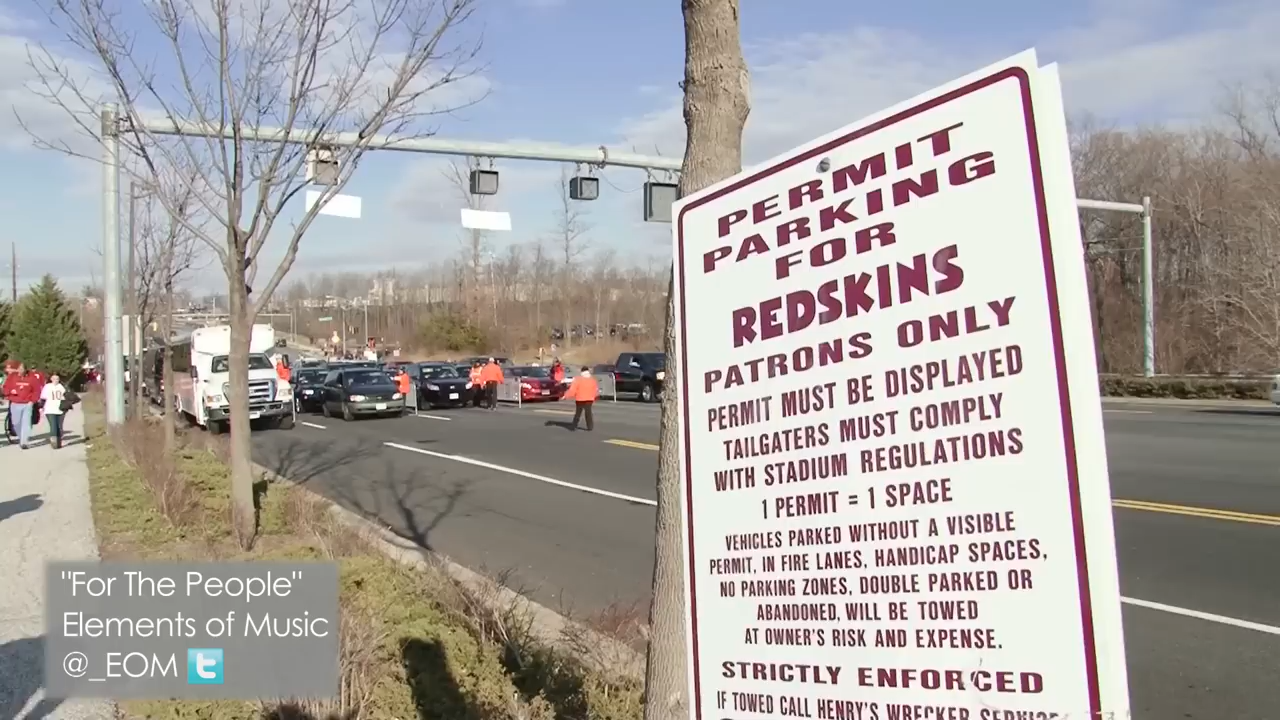 PERMIT
PARKING
FOR
REDSKINS
PATRONS ONLY
PERMIT MUST BE DISPLAYED
TAILGATERS MUST COMPLY
WITH STADIUM REGULATIONS
1 PERMIT = 1 SPACE
VEHICLES PARKED WITHOUT A VISIBLE
PERMIT, IN FIRE LANES, HANDICAP SPACES,
NO PARKING ZONES, DOUBLE PARKED OR
ABANDONED, WILL BE TOWED
AT OWNER'S RISK AND EXPENSE.
STRICTLY ENFORCED
IF TOWED CALL HENRY'S WRECKER SERVICE
"For The People"
Elements of Music
@_EOM